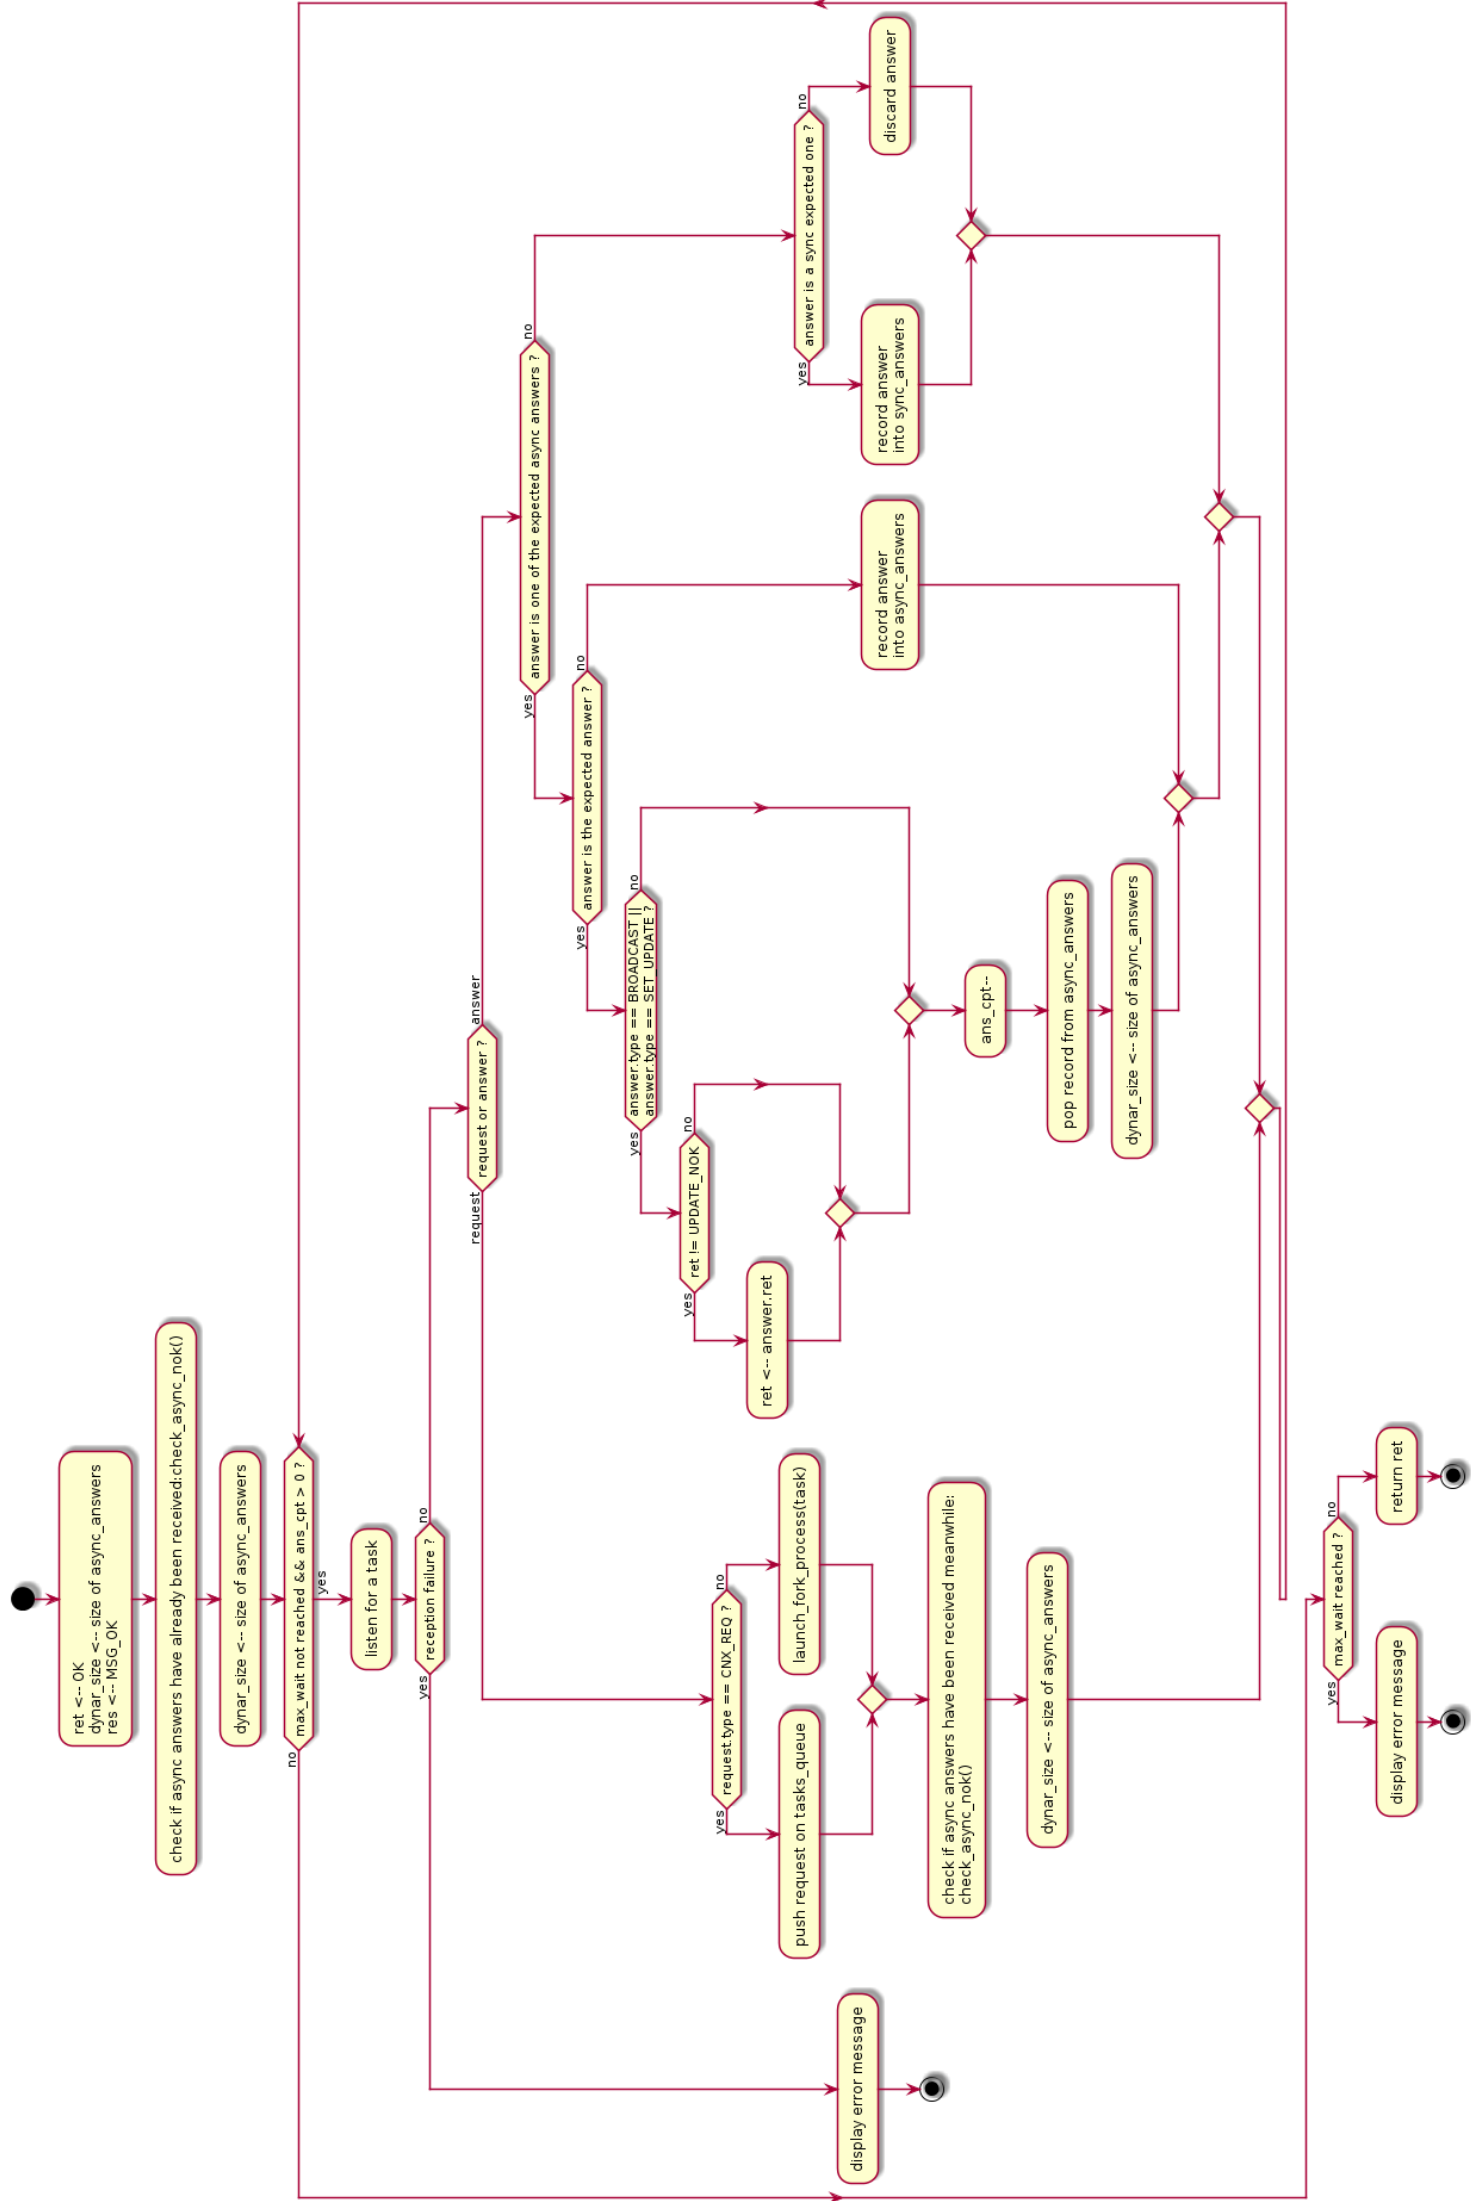 ret <-- OK
dynar_size <-- size of async_answers
res <-- MSG_OK
check if async answers have already been received:check_async_nok()
dynar_size <-- size of async_answers
max_wait not reached && ans_cpt > 0 ?
yes
no
listen for a task
reception failure ?
yes
no
display error message
request or answer ?
request
answer
request.type == CNX_REQ ?
yes
no
push request on tasks_queue
launch_fork_process(task)
check if async answers have been received meanwhile:
check_async_nok()
dynar_size <-- size of async_answers
answer is one of the expected async answers ?
yes
no
answer is the expected answer ?
yes
no
answer.type == BROADCAST ||
answer.type == SET_UPDATE ?
yes
no
ret != UPDATE_NOK
yes
no
ret <-- answer.ret
ans_cpt--
pop record from async_answers
dynar_size <-- size of async_answers
record answer
into async_answers
answer is a sync expected one ?
yes
no
record answer
into sync_answers
discard answer
max_wait reached ?
yes
no
display error message
return ret